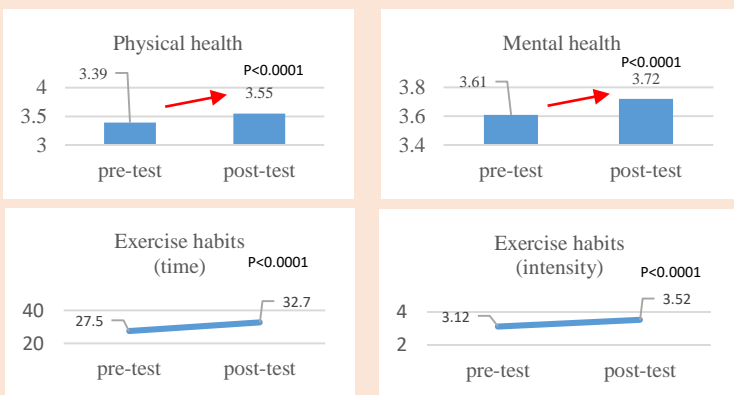 Physical health
3.39
P<0.0001
3.55
4
3.5
3
pre-test post-test
Mental health
P<0.0001
3.61
3.72
3.8
3.6
3.4
pre-test post-test
Exercise habits
(time)
P<0.0001
32.7
40
27.5
20
pre-test post-test
Exercise habits
(intensity)
P<0.0001
3.52
4
3.12
2
pre-test post-test